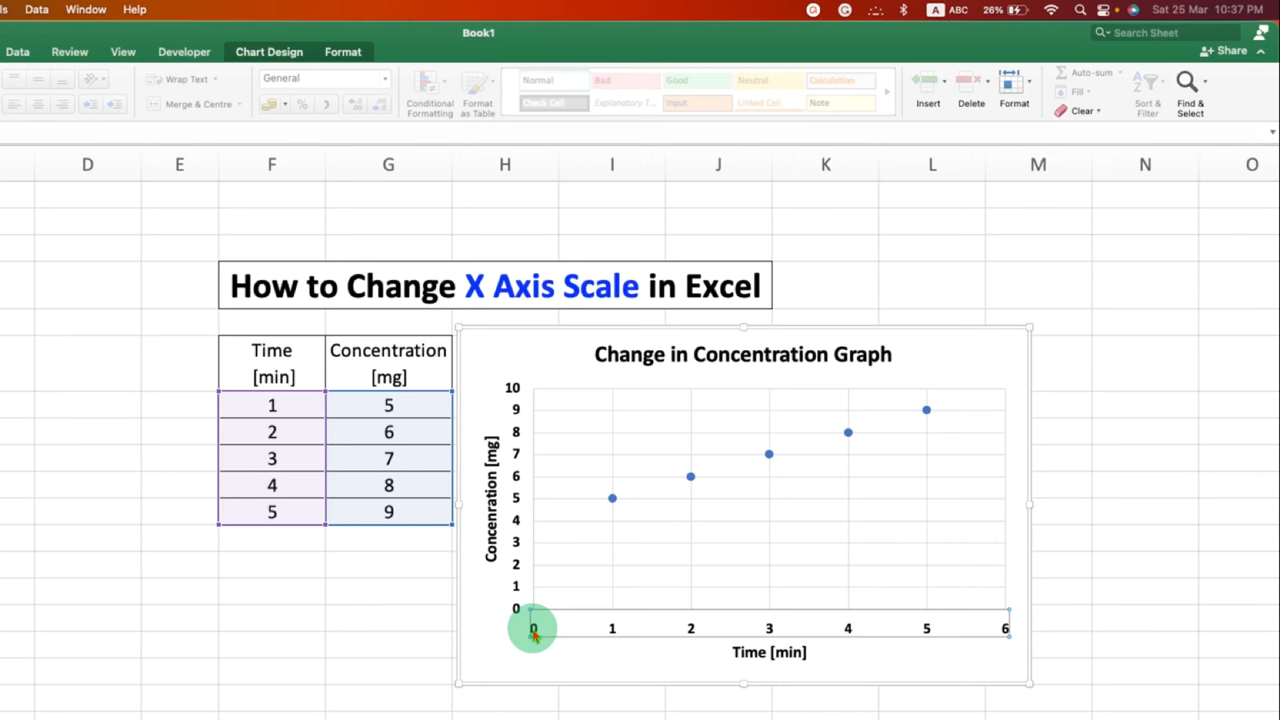 ls Data Window Help A ABC 26% Sat 25 Mar 10:37 PM
Book1 Search Sheet
Data Review View Developer Chart Design Format Share
Wrap Text General Normal Bad Good Neutral Calculation Auto-sum
Merge & Centre % Conditional Formatting Format as Table Check Cell Explanatory T... Input Linked Cell Note Insert Delete Format Fill Clear Sort & Filter Find & Select
D E F G H I J K L M N O
How to Change X Axis Scale in Excel
Time [min] Concentration [mg]
1 5
2 6
3 7
4 8
5 9
Change in Concentration Graph
10
9
8
7
6
5
4
3
2
1
0
Concenration [mg]
0 1 2 3 4 5 6
Time [min]